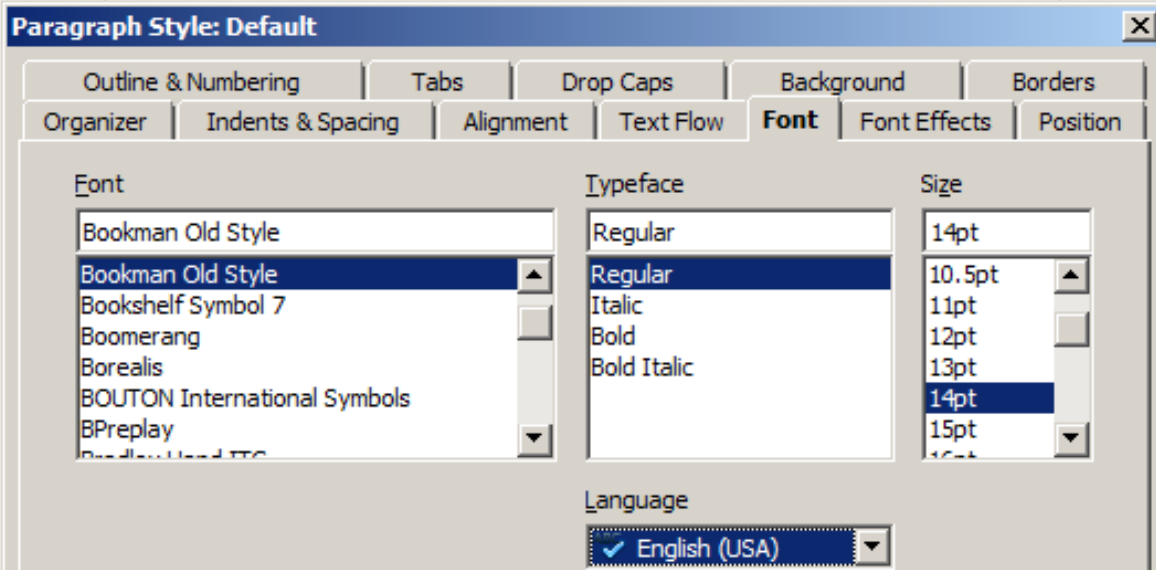 Paragraph Style: Default
Outline & Numbering Tabs Drop Caps Background Borders
Organizer Indents & Spacing Alignment Text Flow Font Font Effects Position
Font Typeface Size
Bookman Old Style Regular 14pt
Bookman Old Style Regular 10.5pt
Bookshelf Symbol 7 Italic 11pt
Boomerang Bold 12pt
Borealis Bold Italic 13pt
BOUTON International Symbols 14pt
BPreplay 15pt
Language
English (USA)